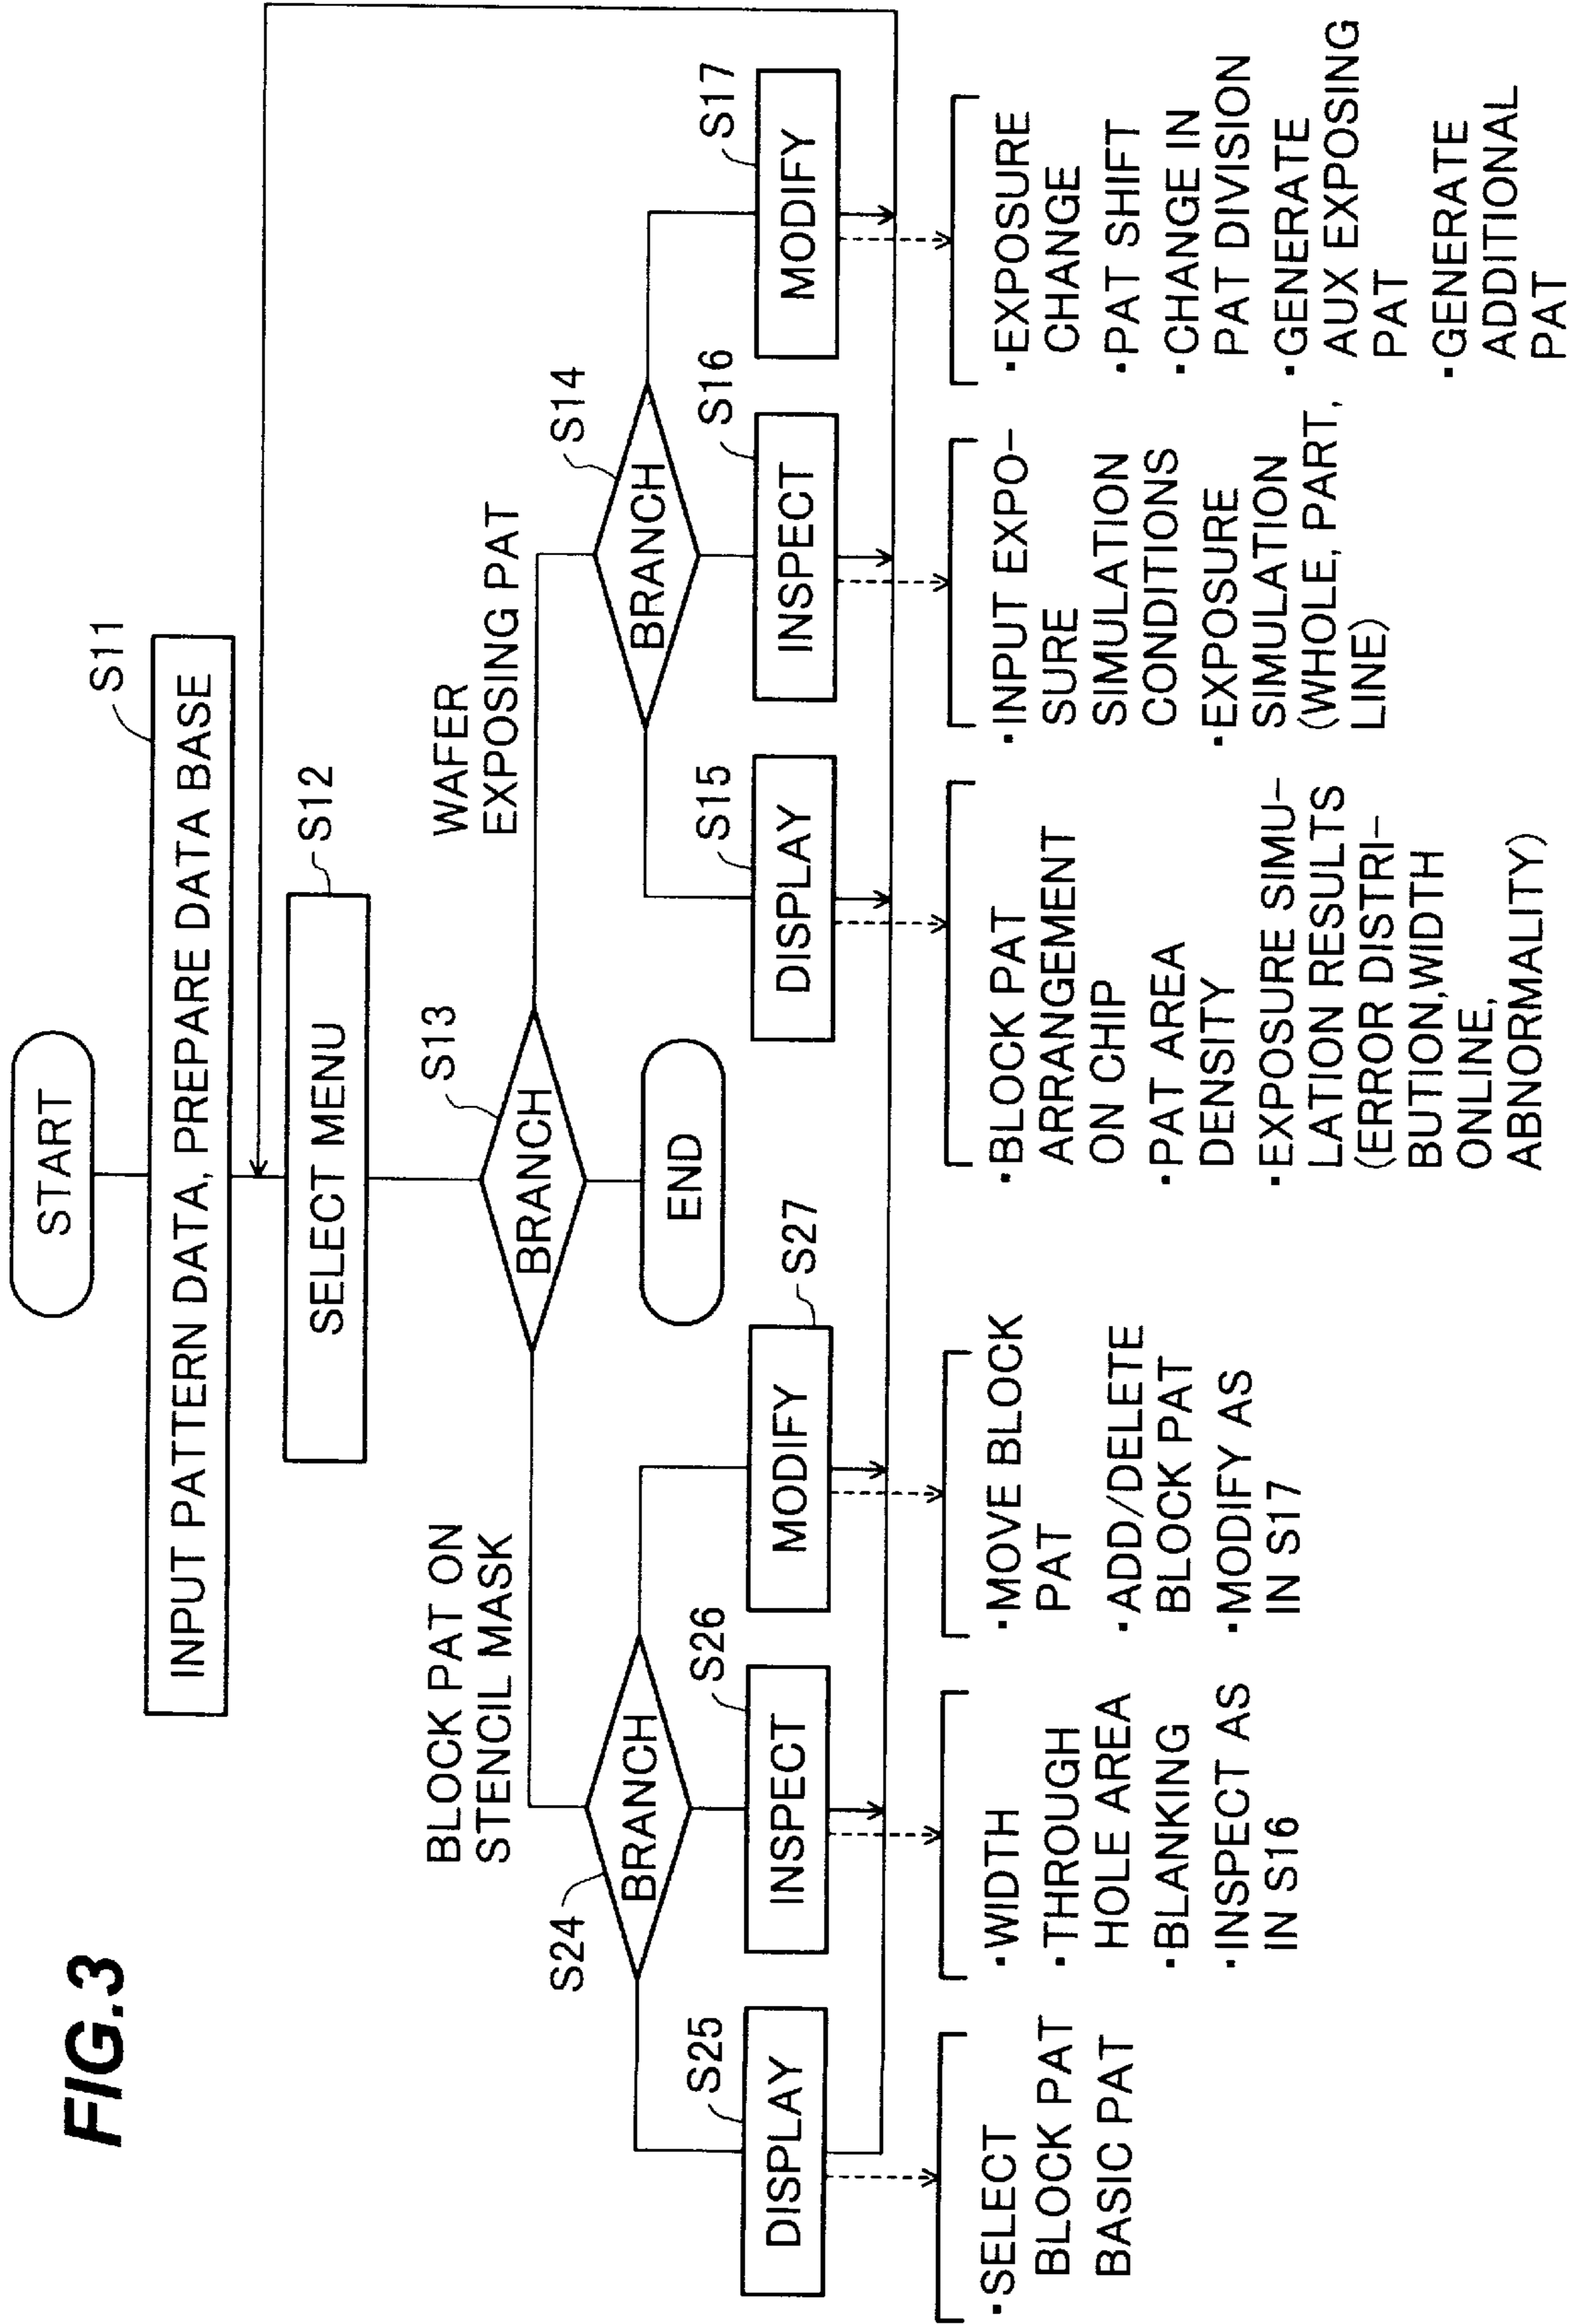 FIG.3
START
S11
INPUT PATTERN DATA, PREPARE DATA BASE
S12
SELECT MENU
S13
BRANCH
END
BLOCK PAT ON
STENCIL MASK
WAFER
EXPOSING PAT
S24
BRANCH
S14
BRANCH
S25
DISPLAY
S26
INSPECT
S27
MODIFY
S15
DISPLAY
S16
INSPECT
S17
MODIFY
·SELECT
BLOCK PAT
BASIC PAT
·WIDTH
·THROUGH
HOLE AREA
·BLANKING
·INSPECT AS
IN S16
·MOVE BLOCK
PAT
·ADD/DELETE
BLOCK PAT
·MODIFY AS
IN S17
·BLOCK PAT
ARRANGEMENT
ON CHIP
·PAT AREA
DENSITY
·EXPOSURE SIMU-
LATION RESULTS
(ERROR DISTRI-
BUTION,WIDTH
ONLINE,
ABNORMALITY)
·INPUT EXPO-
SURE
SIMULATION
CONDITIONS
·EXPOSURE
SIMULATION
(WHOLE, PART,
LINE)
·EXPOSURE
CHANGE
·PAT SHIFT
·CHANGE IN
PAT DIVISION
·GENERATE
AUX EXPOSING
PAT
·GENERATE
ADDITIONAL
PAT